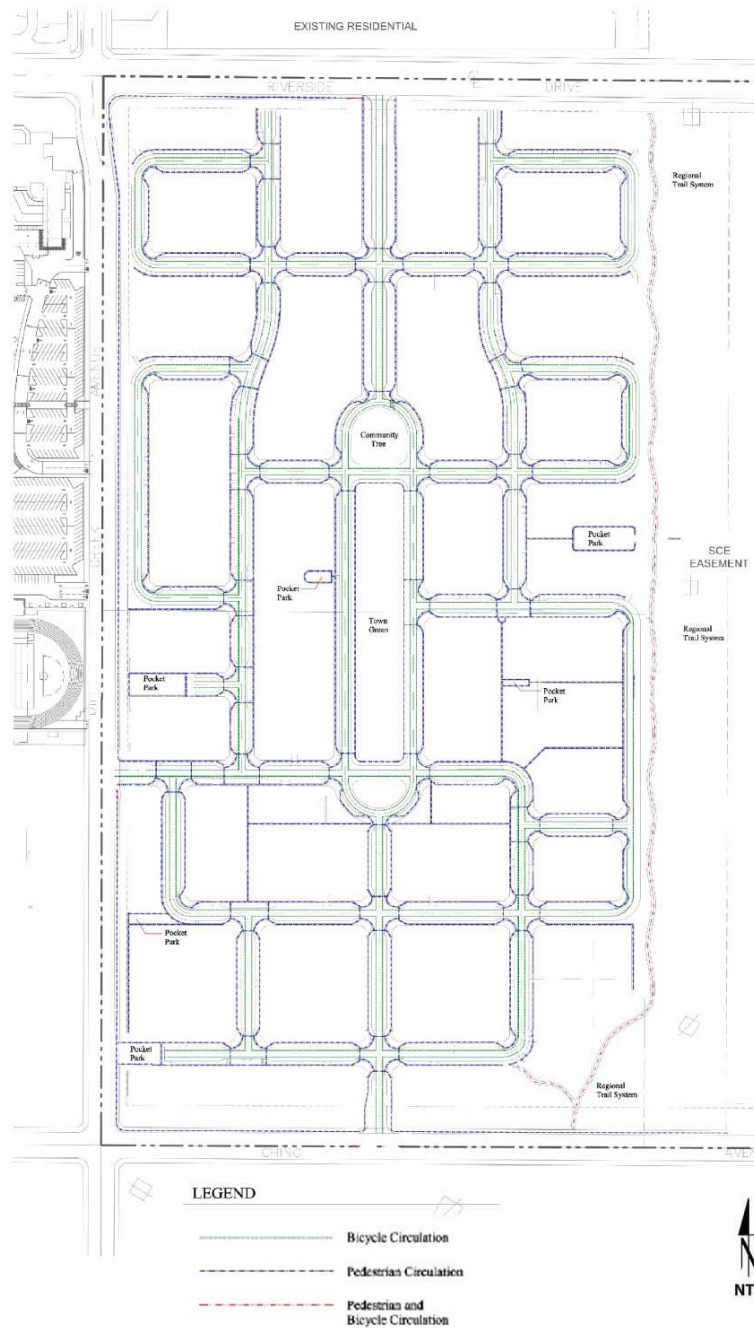 EXISTING RESIDENTIAL
RIVERSIDE DRIVE
Regional
Trail System
Community
Tree
Pocket
Park
SCE
EASEMENT
CREEK
Pocket
Park
Town
Green
Regional
Trail System
Pocket
Park
Pocket
Park
Pocket
Park
Pocket
Park
Regional
Trail System
CHINO AVEN
LEGEND
Bicycle Circulation
Pedestrian Circulation
Pedestrian and
Bicycle Circulation
N
NT